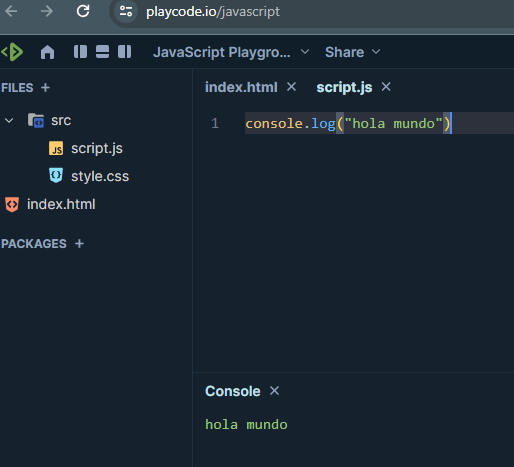 playcode.io/javascript
JavaScript Playgro...
Share
FILES +
src
JS script.js
style.css
index.html
PACKAGES +
index.html ×
script.js ×
1 console.log("hola mundo")
Console ×
hola mundo